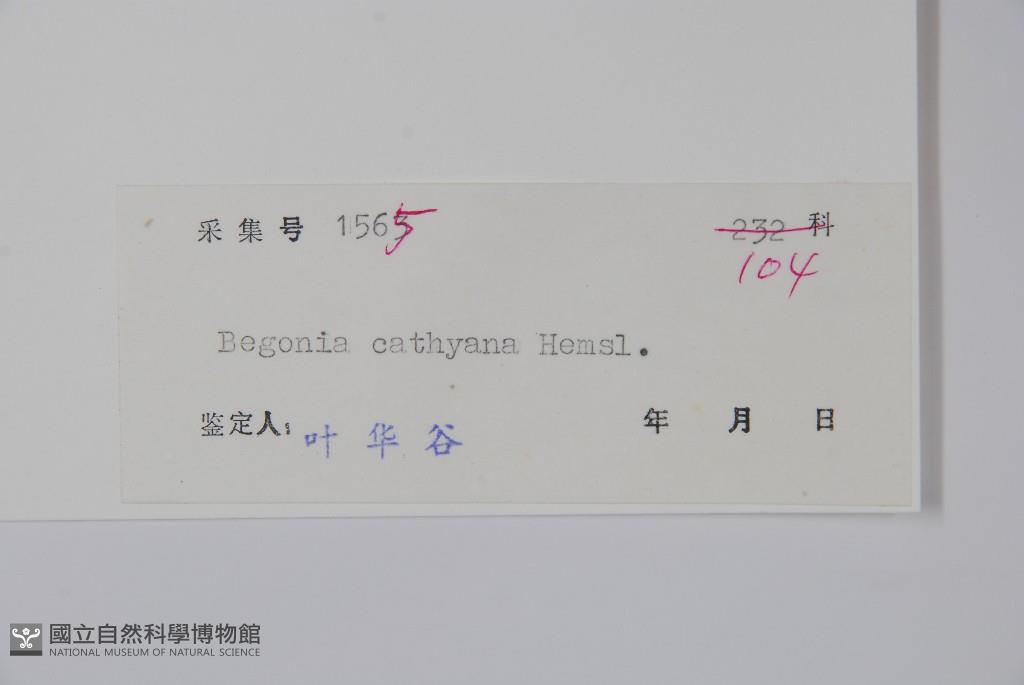 采集号 1565
232 科
104
Begonia cathyana Hemsl.
鉴定人: 叶华谷 年 月 日
國立自然科學博物館
NATIONAL MUSEUM OF NATURAL SCIENCE